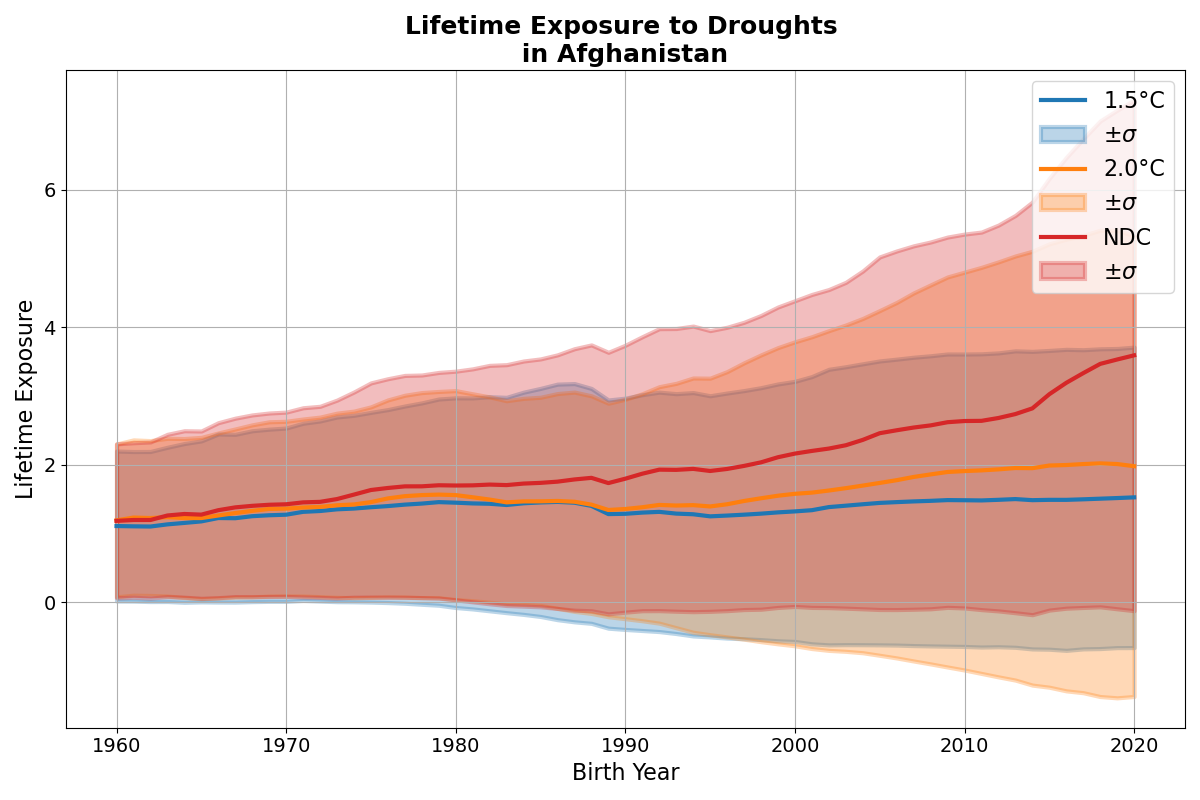 Lifetime Exposure to Droughts
in Afghanistan
1.5°C
±σ
2.0°C
±σ
NDC
±σ
Lifetime Exposure
6
4
2
0
1960 1970 1980 1990 2000 2010 2020
Birth Year